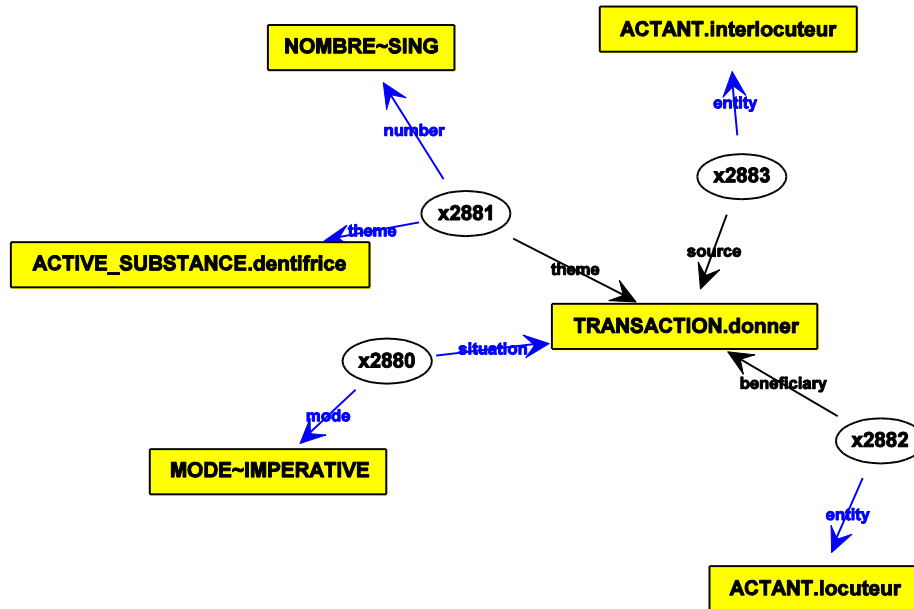 ACTANT.interlocuteur
NOMBRE~SING
entity
number
x2883
x2881
theme
source
ACTIVE_SUBSTANCE.dentifrice
theme
TRANSACTION.donner
situation
x2880
beneficiary
mode
x2882
MODE~IMPERATIVE
entity
ACTANT.locuteur